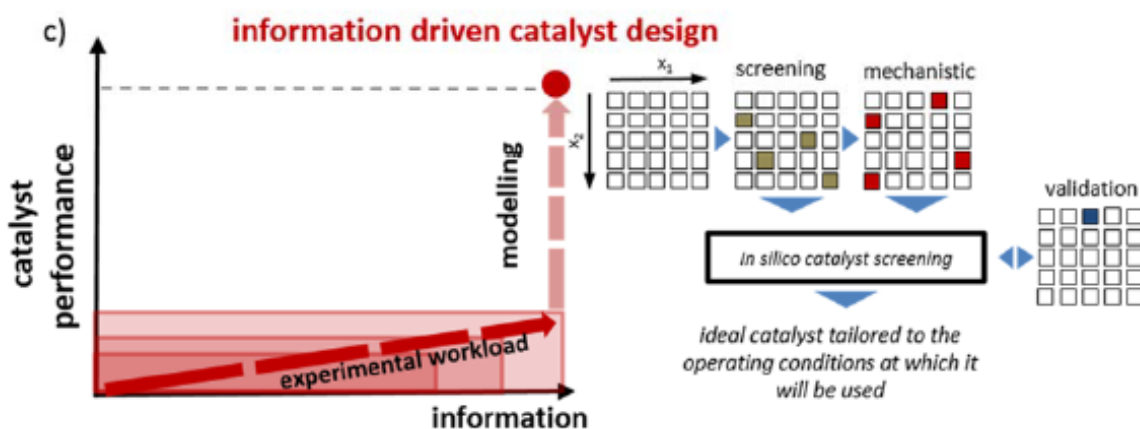 c)
information driven catalyst design
catalyst
performance
modelling
experimental workload
information
x1
x2
screening
mechanistic
validation
In silico catalyst screening
ideal catalyst tailored to the
operating conditions at which it
will be used